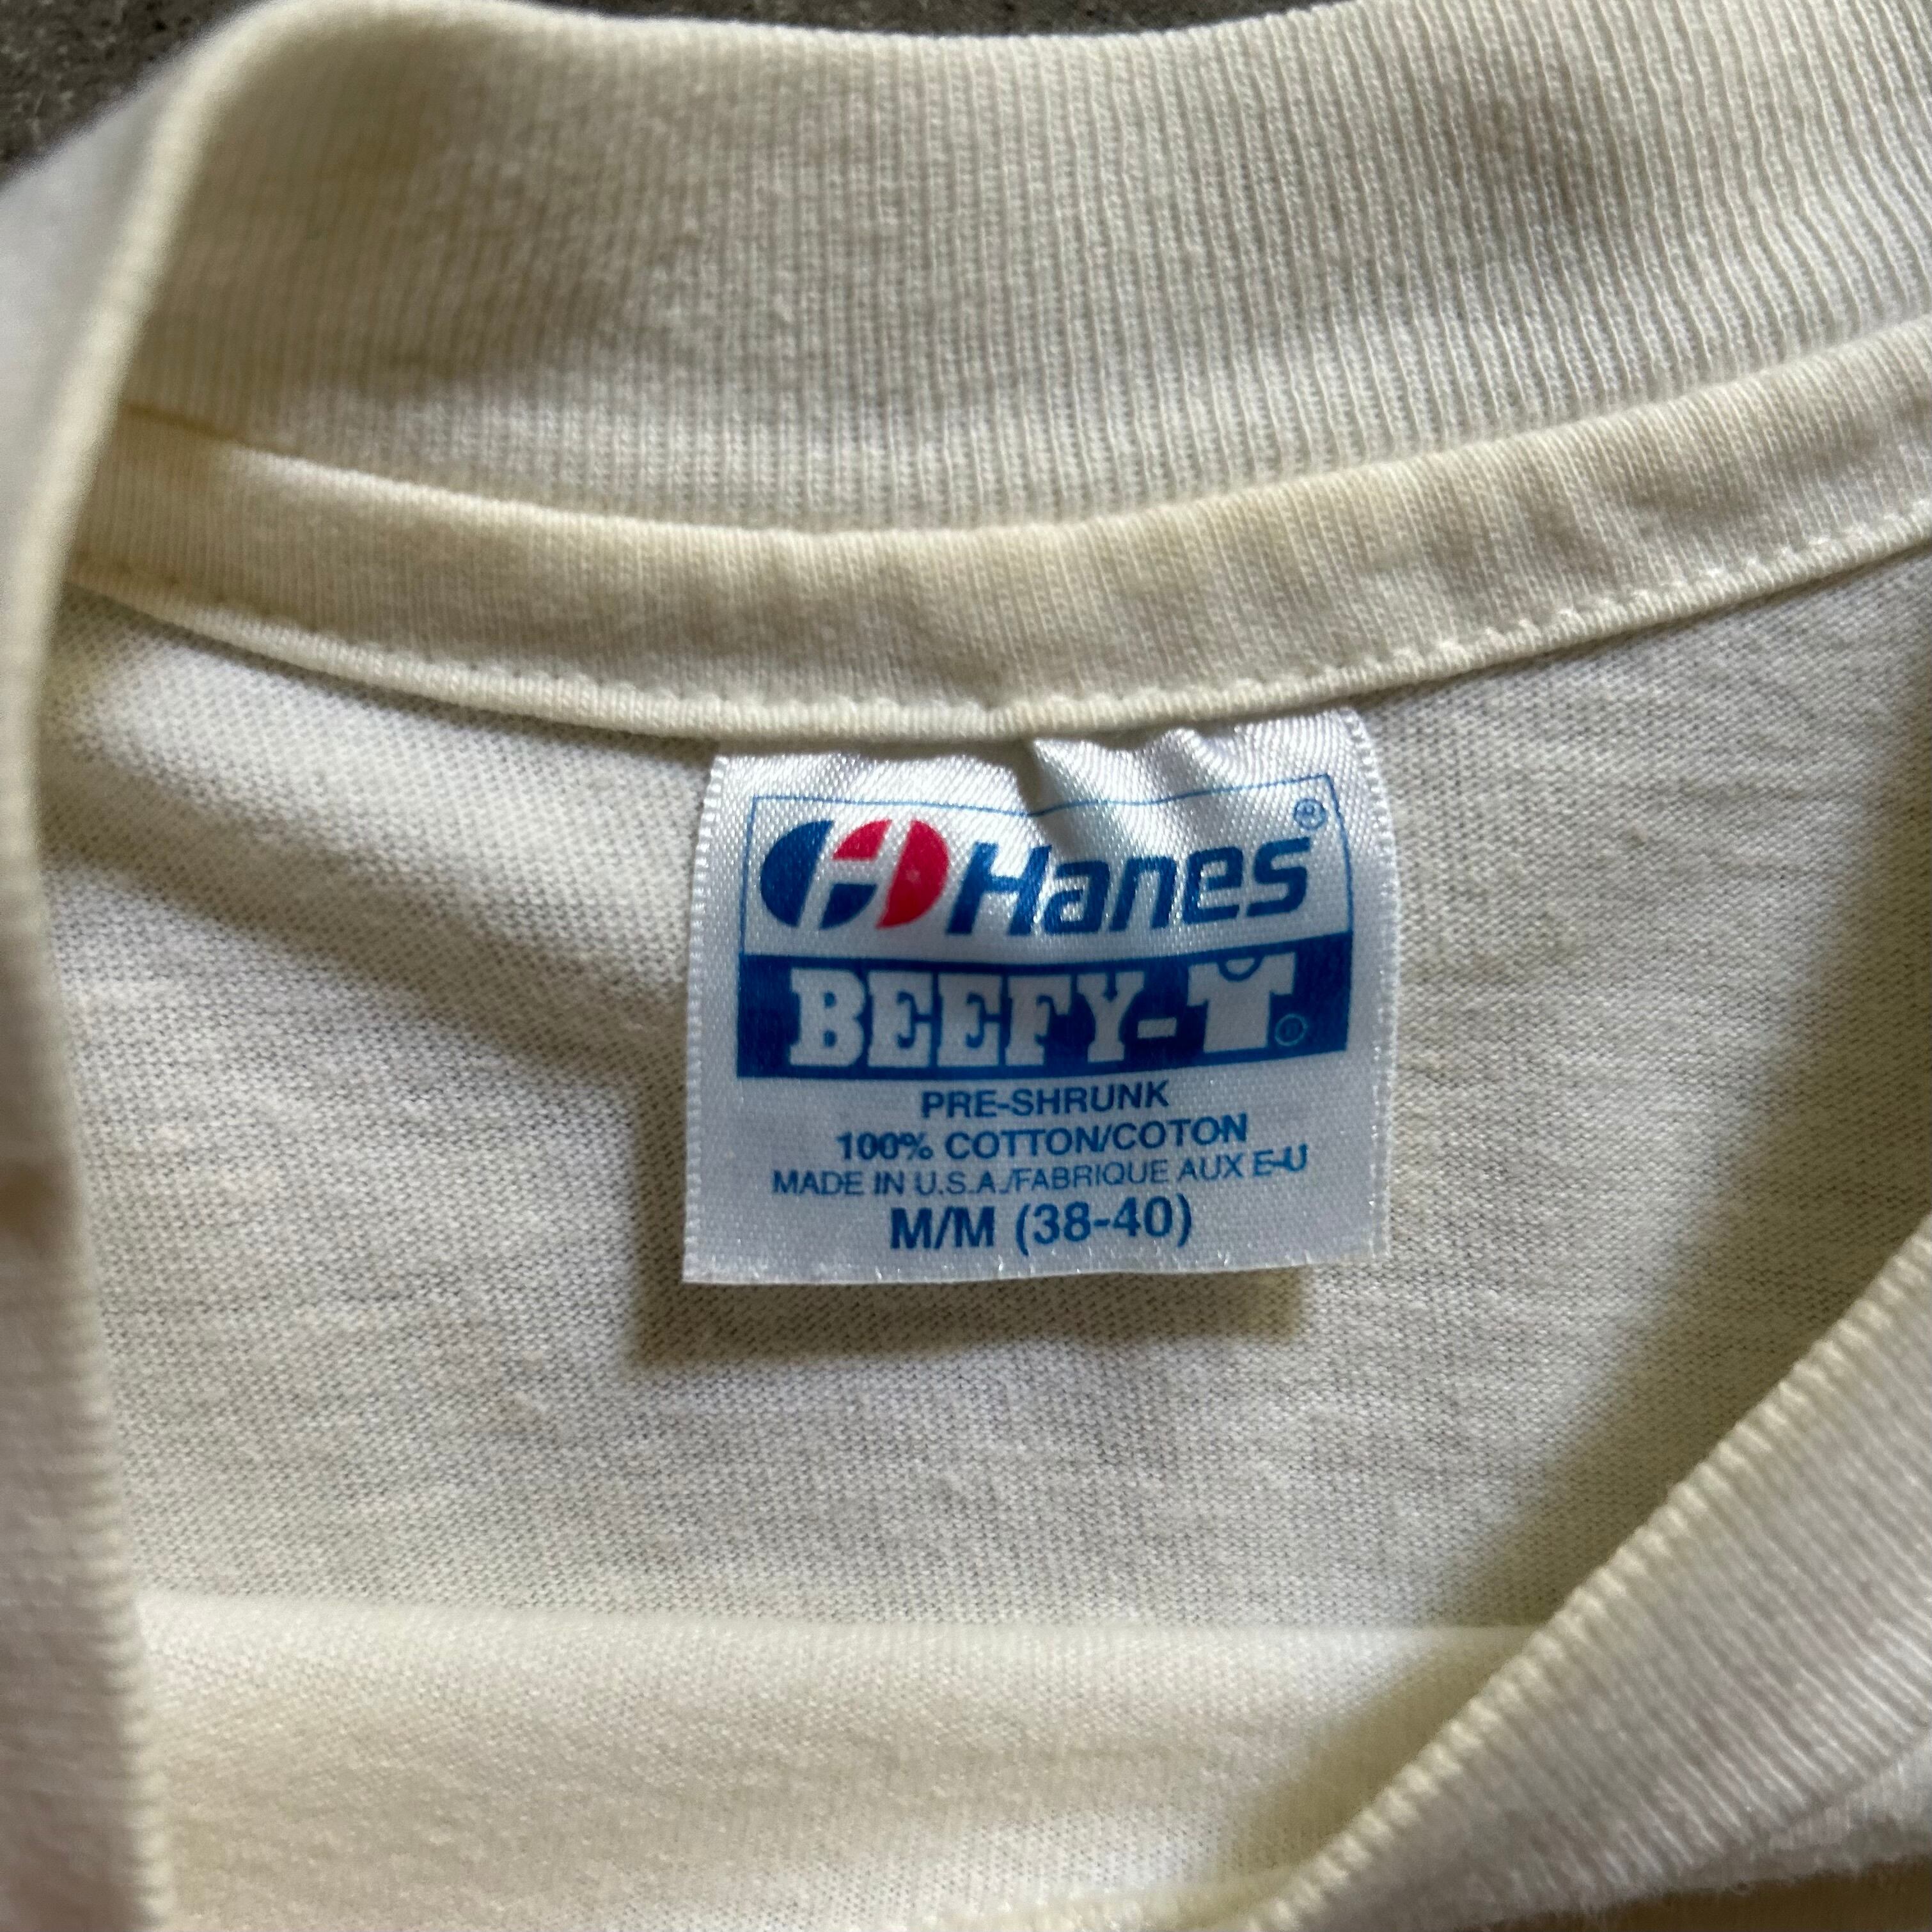 Hanes®
BEEFY-T®
PRE-SHRUNK
100% COTTON/COTON
MADE IN U.S.A./FABRIQUE AUX E-U
M/M (38-40)